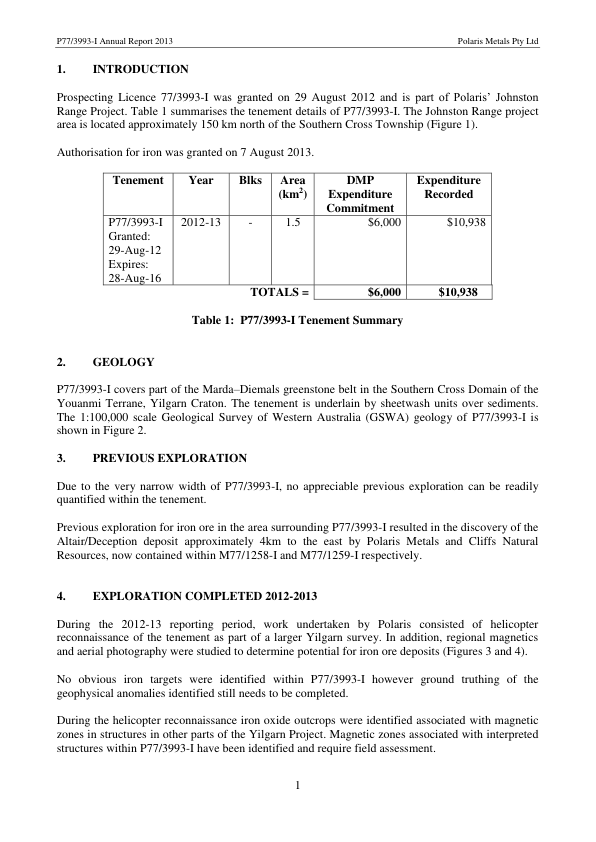 P77/3993-I Annual Report 2013 Polaris Metals Pty Ltd
1. INTRODUCTION
Prospecting Licence 77/3993-I was granted on 29 August 2012 and is part of Polaris’ Johnston
Range Project. Table 1 summarises the tenement details of P77/3993-I. The Johnston Range project
area is located approximately 150 km north of the Southern Cross Township (Figure 1).
Authorisation for iron was granted on 7 August 2013.
Tenement Year Blks Area (km²) DMP Expenditure Commitment Expenditure Recorded
P77/3993-I 2012-13 - 1.5 $6,000 $10,938
Granted:
29-Aug-12
Expires:
28-Aug-16
TOTALS = $6,000 $10,938
Table 1: P77/3993-I Tenement Summary
2. GEOLOGY
P77/3993-I covers part of the Marda–Diemals greenstone belt in the Southern Cross Domain of the
Youanmi Terrane, Yilgarn Craton. The tenement is underlain by sheetwash units over sediments.
The 1:100,000 scale Geological Survey of Western Australia (GSWA) geology of P77/3993-I is
shown in Figure 2.
3. PREVIOUS EXPLORATION
Due to the very narrow width of P77/3993-I, no appreciable previous exploration can be readily
quantified within the tenement.
Previous exploration for iron ore in the area surrounding P77/3993-I resulted in the discovery of the
Altair/Deception deposit approximately 4km to the east by Polaris Metals and Cliffs Natural
Resources, now contained within M77/1258-I and M77/1259-I respectively.
4. EXPLORATION COMPLETED 2012-2013
During the 2012-13 reporting period, work undertaken by Polaris consisted of helicopter
reconnaissance of the tenement as part of a larger Yilgarn survey. In addition, regional magnetics
and aerial photography were studied to determine potential for iron ore deposits (Figures 3 and 4).
No obvious iron targets were identified within P77/3993-I however ground truthing of the
geophysical anomalies identified still needs to be completed.
During the helicopter reconnaissance iron oxide outcrops were identified associated with magnetic
zones in structures in other parts of the Yilgarn Project. Magnetic zones associated with interpreted
structures within P77/3993-I have been identified and require field assessment.
1